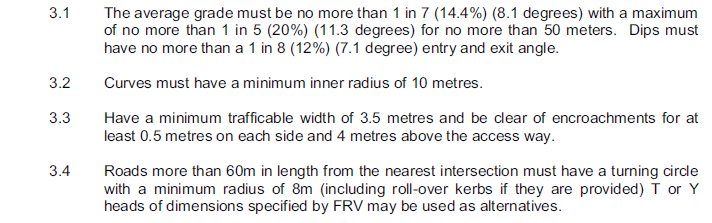 3.1 The average grade must be no more than 1 in 7 (14.4%) (8.1 degrees) with a maximum
of no more than 1 in 5 (20%) (11.3 degrees) for no more than 50 meters. Dips must
have no more than a 1 in 8 (12%) (7.1 degree) entry and exit angle.
3.2 Curves must have a minimum inner radius of 10 metres.
3.3 Have a minimum trafficable width of 3.5 metres and be clear of encroachments for at
least 0.5 metres on each side and 4 metres above the access way.
3.4 Roads more than 60m in length from the nearest intersection must have a turning circle
with a minimum radius of 8m (including roll-over kerbs if they are provided) T or Y
heads of dimensions specified by FRV may be used as alternatives.